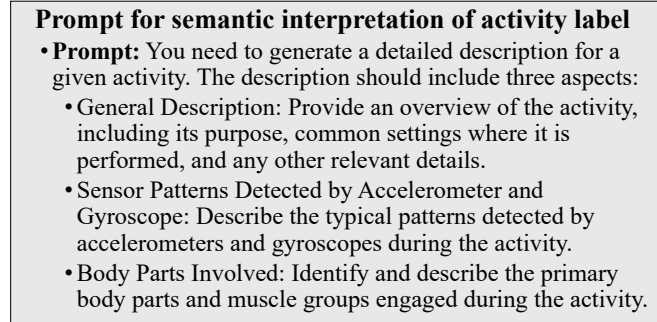 Prompt for semantic interpretation of activity label
• Prompt: You need to generate a detailed description for a
given activity. The description should include three aspects:
• General Description: Provide an overview of the activity,
including its purpose, common settings where it is
performed, and any other relevant details.
• Sensor Patterns Detected by Accelerometer and
Gyroscope: Describe the typical patterns detected by
accelerometers and gyroscopes during the activity.
• Body Parts Involved: Identify and describe the primary
body parts and muscle groups engaged during the activity.